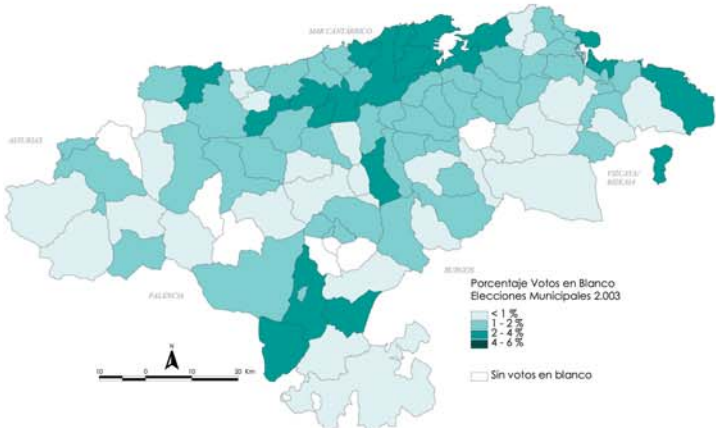 MAR CANTÁBRICO
ASTURIAS
VIZCAYA/
BIZKAIA
BURGOS
PALENCIA
Porcentaje Votos en Blanco
Elecciones Municipales 2.003
< 1 %
1 - 2 %
2 - 4 %
4 - 6 %
Sin votos en blanco
N
10 0 10 20 Km